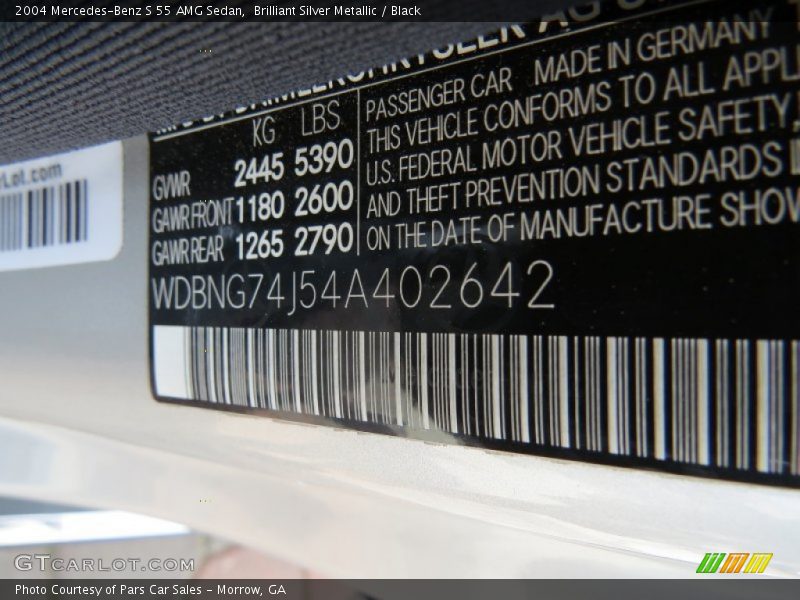 2004 Mercedes-Benz S 55 AMG Sedan,  Brilliant Silver Metallic / Black
KG LBS
GVWR 2445 5390
GAWR FRONT 1180 2600
GAWR REAR 1265 2790
PASSENGER CAR MADE IN GERMANY
THIS VEHICLE CONFORMS TO ALL APPL
U.S. FEDERAL MOTOR VEHICLE SAFETY,
AND THEFT PREVENTION STANDARDS I
ON THE DATE OF MANUFACTURE SHOW
WDBNG74J54A402642
rLot.com
GTCARLOT.COM
Photo Courtesy of Pars Car Sales - Morrow, GA